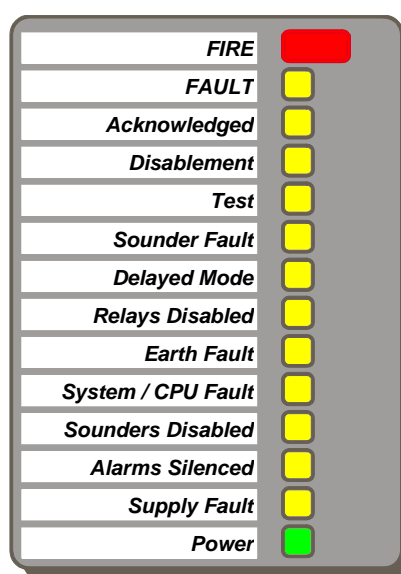 FIRE
FAULT
Acknowledged
Disablement
Test
Sounder Fault
Delayed Mode
Relays Disabled
Earth Fault
System / CPU Fault
Sounders Disabled
Alarms Silenced
Supply Fault
Power